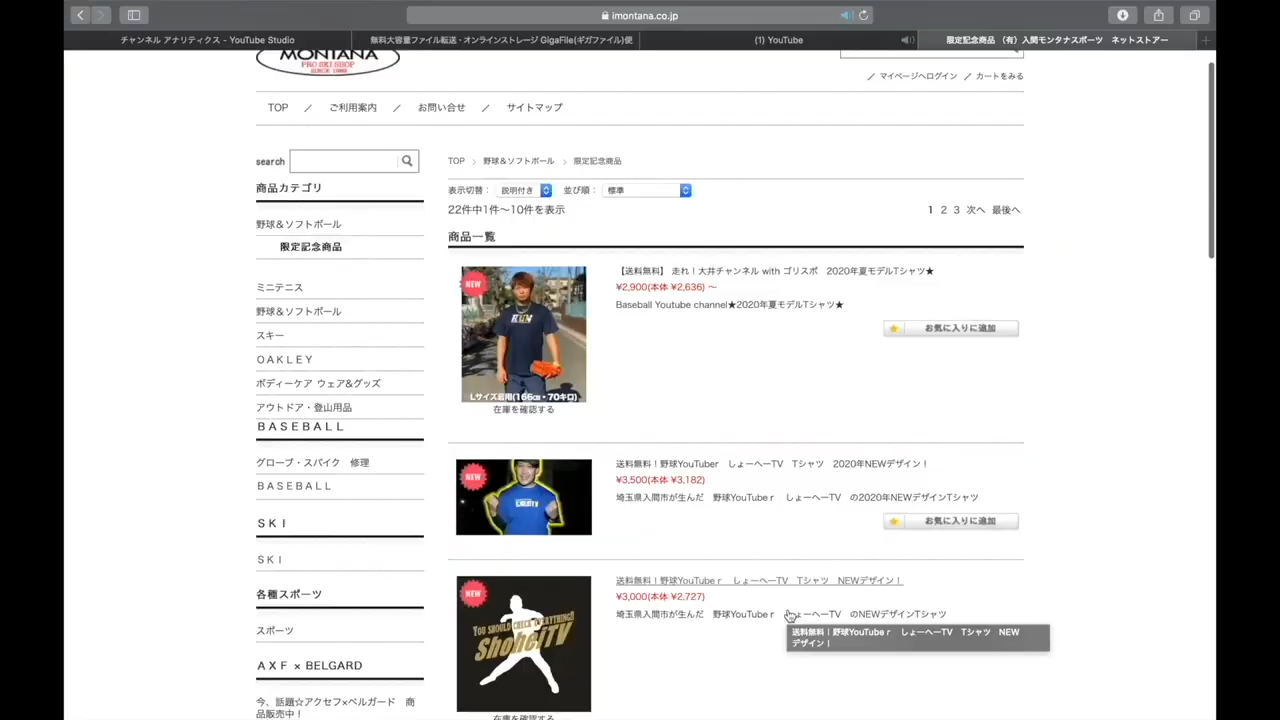 imontana.co.jp
チャンネル アナリティクス - YouTube Studio
無料大容量ファイル転送・オンラインストレージ GigaFile(ギガファイル)便
(1) YouTube
限定記念商品 （有）入間モンタナスポーツ　ネットストアー
MONTANA
PRO SKI SHOP
SINCE 1980
／ マイページへログイン ／ カートをみる
TOP ／ ご利用案内 ／ お問い合せ ／ サイトマップ
search
商品カテゴリ
野球＆ソフトボール
限定記念商品
ミニテニス
野球＆ソフトボール
スキー
ＯＡＫＬＥＹ
ボディーケア ウェア&グッズ
アウトドア・登山用品
ＢＡＳＥＢＡＬＬ
グローブ・スパイク　修理
ＢＡＳＥＢＡＬＬ
ＳＫＩ
ＳＫＩ
各種スポーツ
スポーツ
ＡＸＦ × BELGARD
今、話題☆アクセフ×ベルガード　商
品販売中！
TOP > 野球＆ソフトボール > 限定記念商品
表示切替： 説明付き 並び順： 標準
22件中1件〜10件を表示
1 2 3 次へ 最後へ
商品一覧
NEW
RUN
Lサイズ着用(166㎝・70キロ)
在庫を確認する
【送料無料】 走れ！大井チャンネル with ゴリスポ　2020年夏モデルTシャツ★
¥2,900(本体 ¥2,636) 〜
Baseball Youtube channel★2020年夏モデルTシャツ★
お気に入りに追加
NEW
送料無料！野球YouTuber　しょーへーTV　Tシャツ　2020年NEWデザイン！
¥3,500(本体 ¥3,182)
埼玉県入間市が生んだ　野球YouTubeｒ　しょーへーTV　の2020年NEWデザインTシャツ
お気に入りに追加
NEW
YOU SHOULD CHECK EVERYTHING!!
ShoheiTV
在庫を確認する
送料無料！野球YouTubeｒ　しょーへーTV　Tシャツ　NEWデザイン！
¥3,000(本体 ¥2,727)
埼玉県入間市が生んだ　野球YouTubeｒ　しょーへーTV　のNEWデザインTシャツ
送料無料！野球YouTubeｒ　しょーへーTV　Tシャツ　NEW
デザイン！